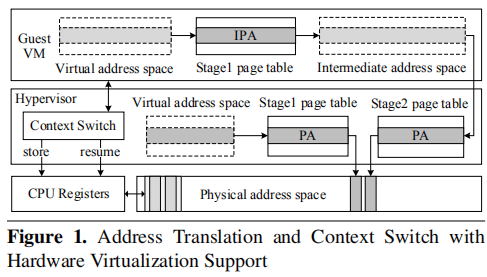 Guest
VM
IPA
Virtual address space
Stage1 page table
Intermediate address space
Hypervisor
Virtual address space
Stage1 page table
Stage2 page table
Context Switch
PA
PA
store
resume
CPU Registers
Physical address space
Figure 1. Address Translation and Context Switch with
Hardware Virtualization Support